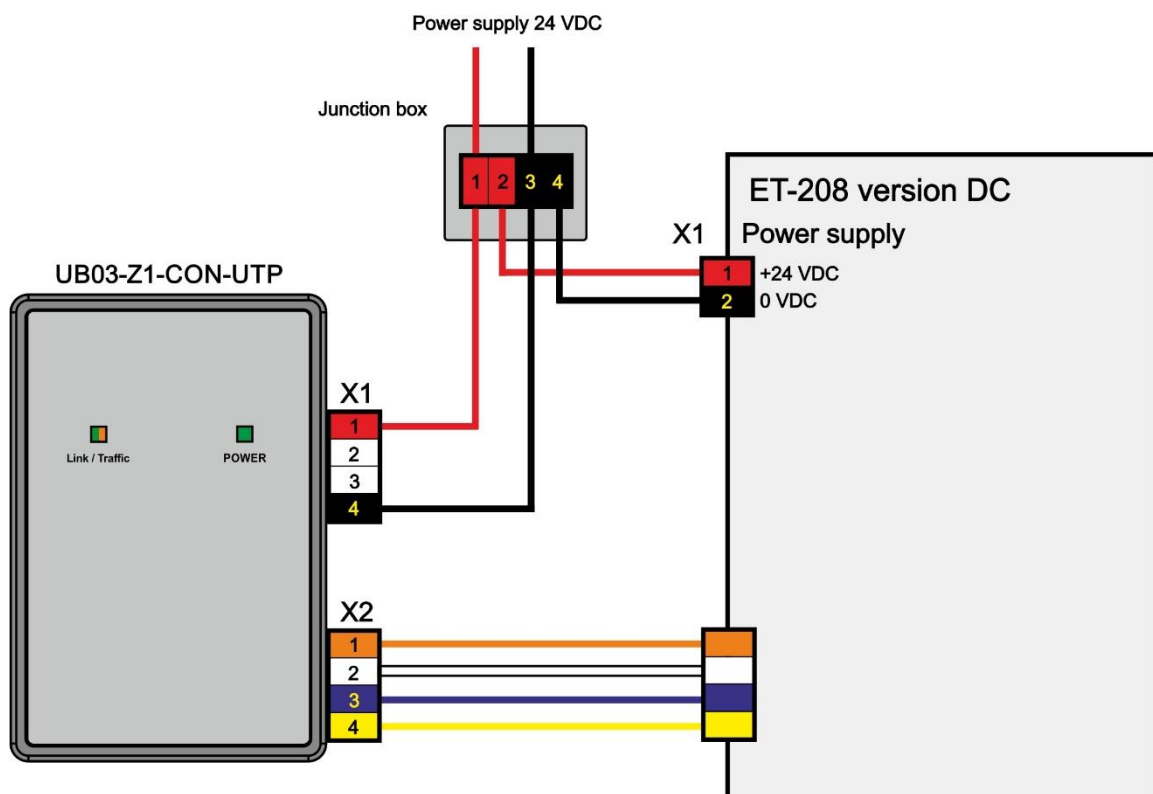 Power supply 24 VDC
Junction box
1 2 3 4
ET-208 version DC
X1 Power supply
1 +24 VDC
2 0 VDC
UB03-Z1-CON-UTP
X1
1
2
3
4
Link / Traffic
POWER
X2
1
2
3
4